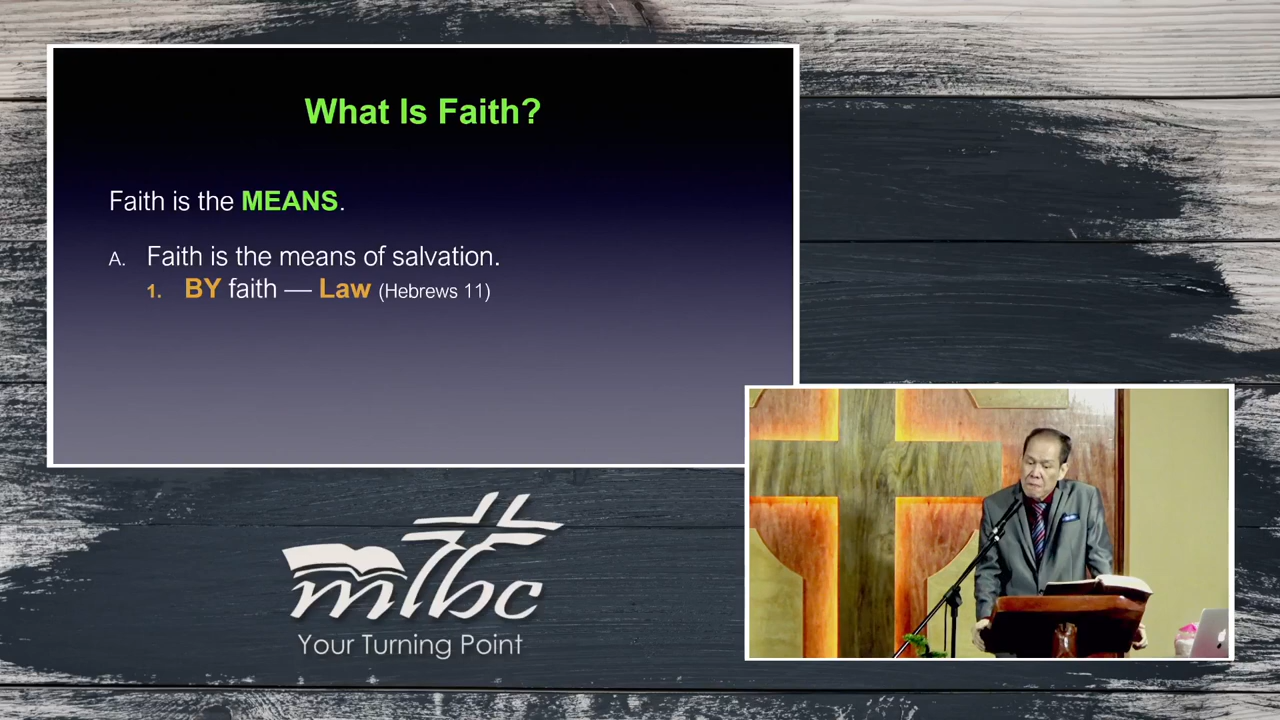 What Is Faith?
Faith is the MEANS.
A. Faith is the means of salvation.
1. BY faith — Law (Hebrews 11)
mlbc
Your Turning Point